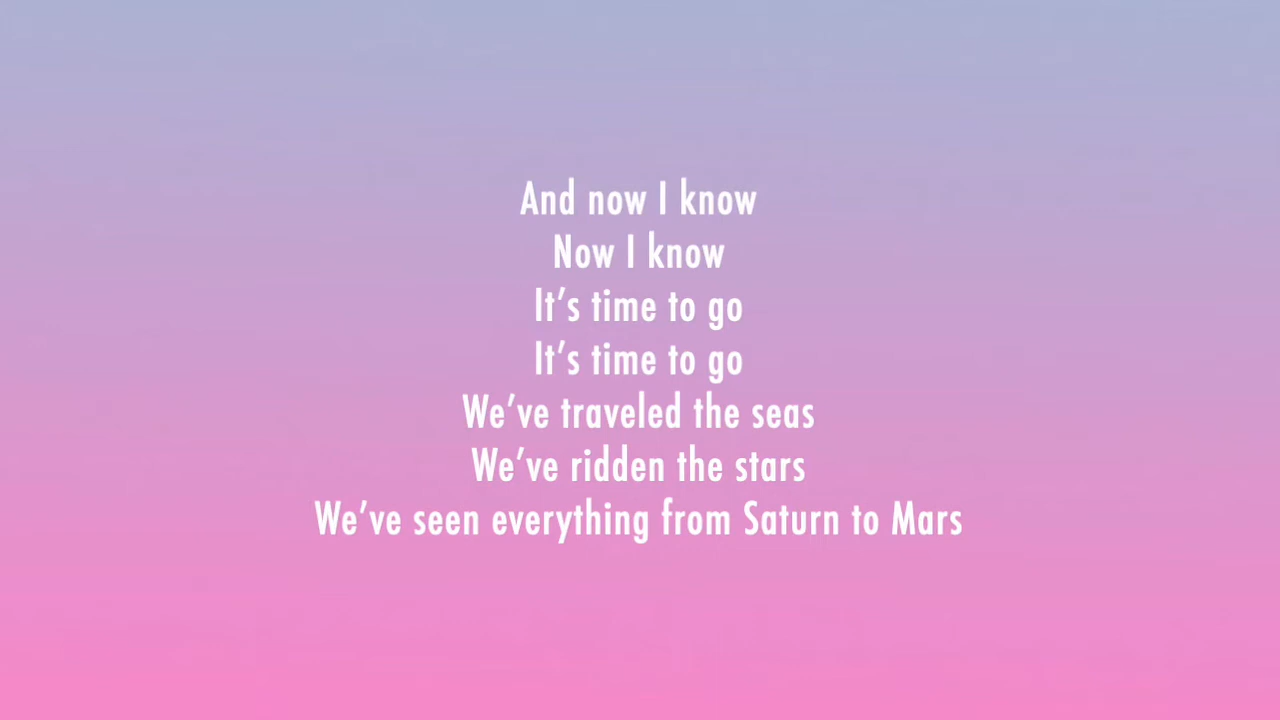 And now I know
Now I know
It’s time to go
It’s time to go
We’ve traveled the seas
We’ve ridden the stars
We’ve seen everything from Saturn to Mars